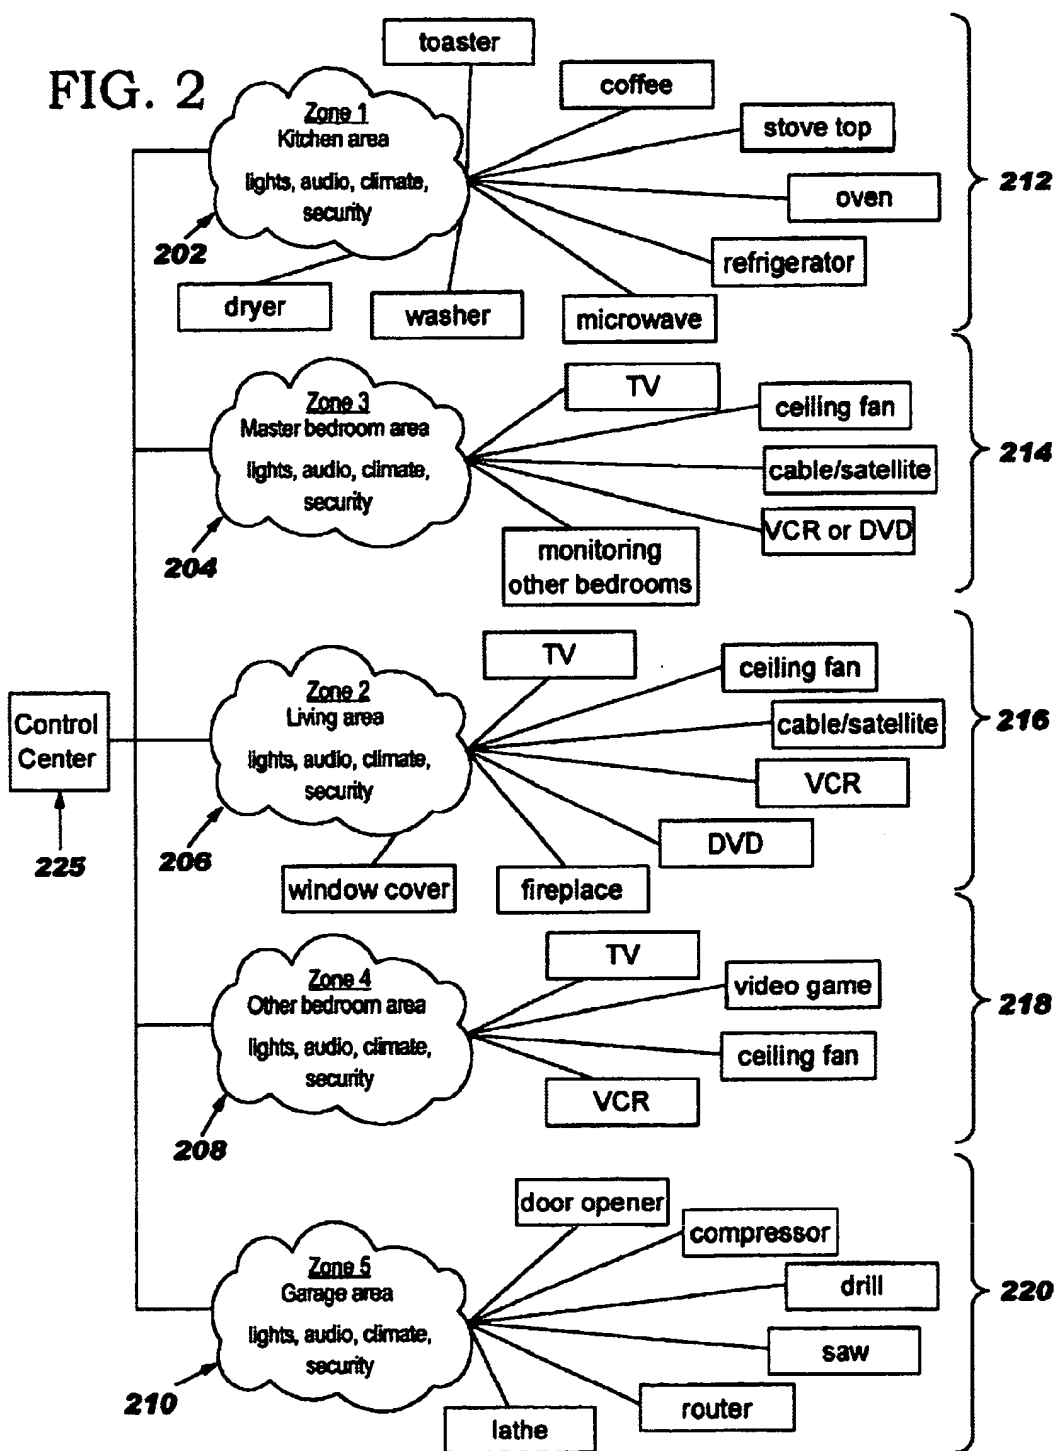 FIG. 2
toaster
coffee
stove top
oven
refrigerator
microwave
washer
dryer
Zone 1
Kitchen area
lights, audio, climate,
security
202
212
Zone 3
Master bedroom area
lights, audio, climate,
security
204
TV
ceiling fan
cable/satellite
VCR or DVD
monitoring
other bedrooms
214
Control
Center
225
Zone 2
Living area
lights, audio, climate,
security
206
TV
ceiling fan
cable/satellite
VCR
DVD
fireplace
window cover
216
Zone 4
Other bedroom area
lights, audio, climate,
security
208
TV
video game
ceiling fan
VCR
218
Zone 5
Garage area
lights, audio, climate,
security
210
door opener
compressor
drill
saw
router
lathe
220